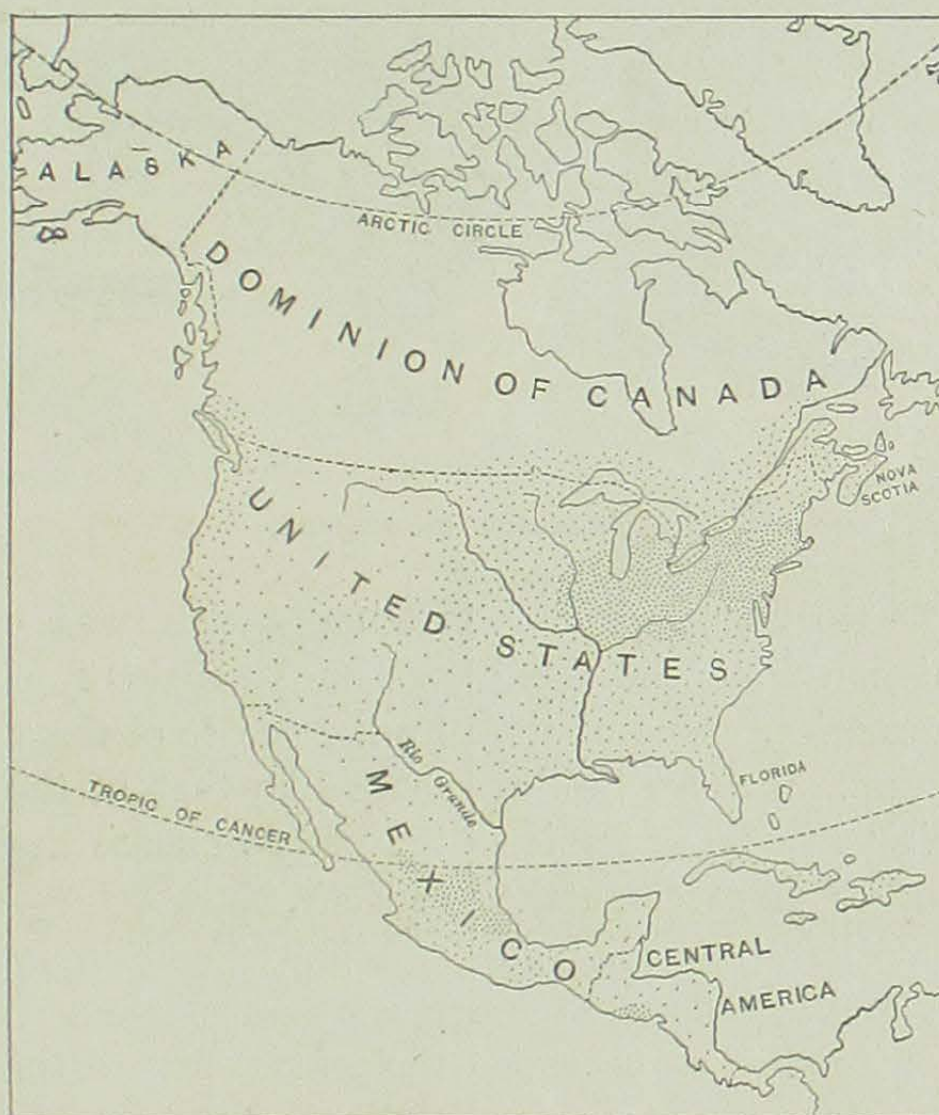 ALASKA
ARCTIC CIRCLE
DOMINION OF CANADA
NOVA
SCOTIA
UNITED STATES
Rio Grande
FLORIDA
TROPIC OF CANCER
MEXICO
CENTRAL
AMERICA